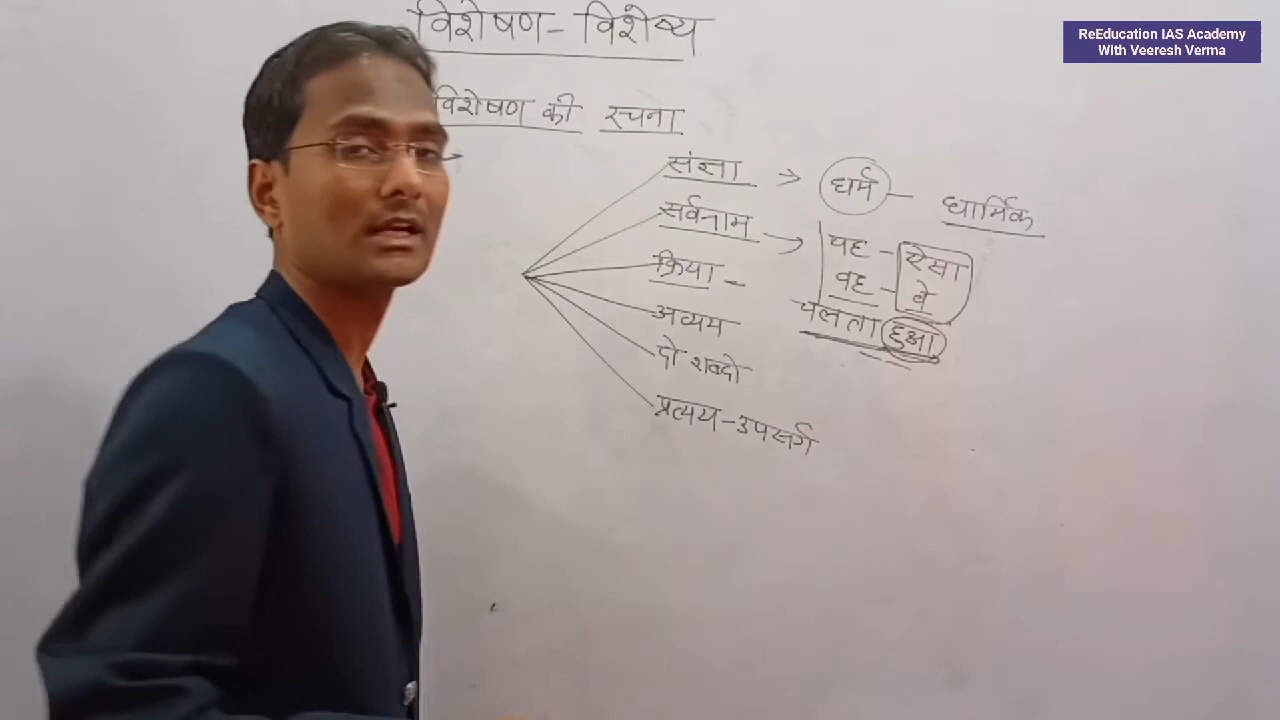 विशेषण - विशेष्य
ReEducation IAS Academy
With Veeresh Verma
विशेषण की रचना
संज्ञा → धर्म - धार्मिक
सर्वनाम → यह - ऐसा
वह - वे
क्रिया - चलता हुआ
अव्यय
दो शब्दो
प्रत्यय - उपसर्ग